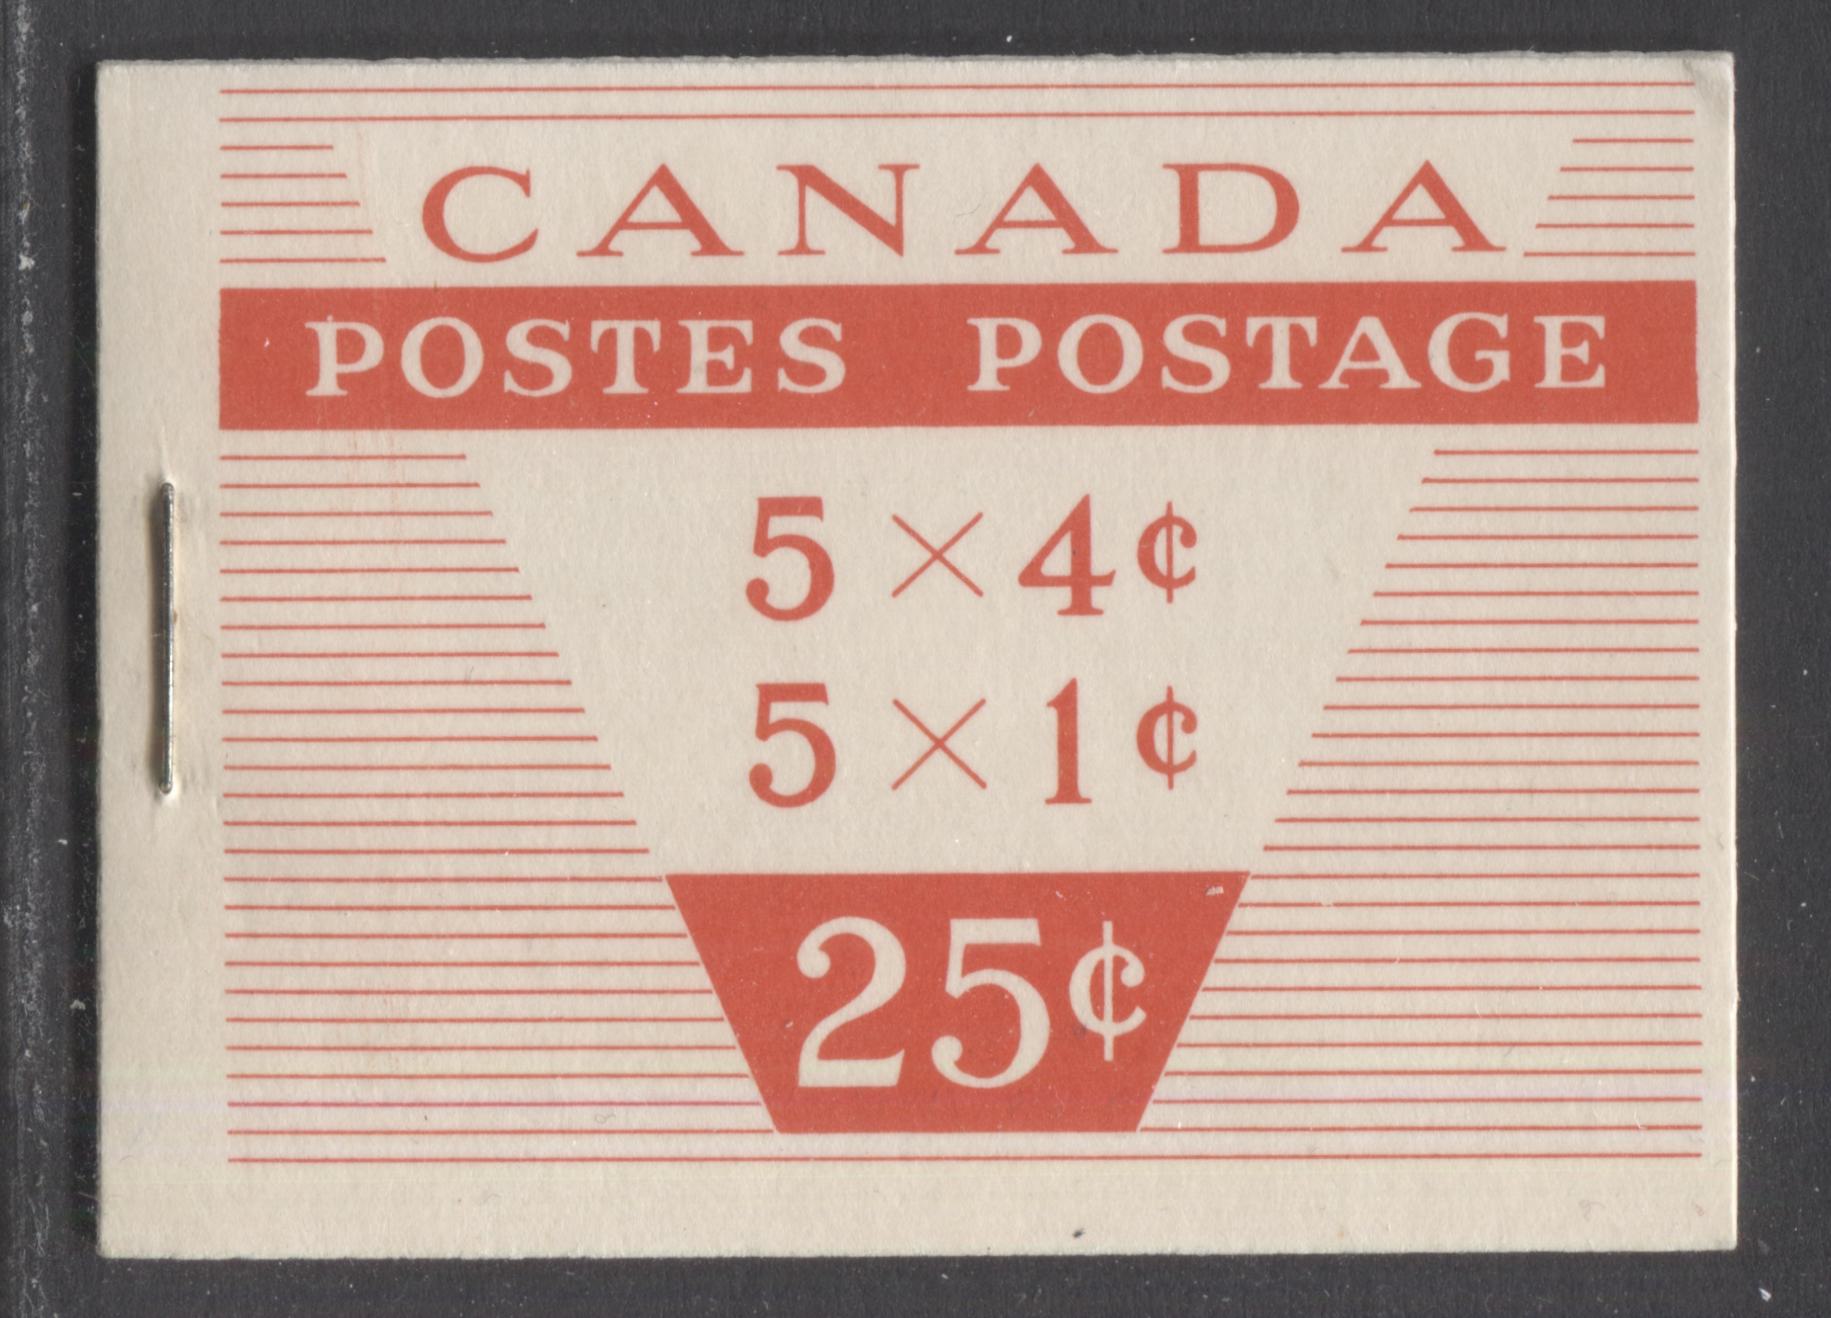 CANADA
POSTES POSTAGE
5 × 4¢
5 × 1¢
25¢